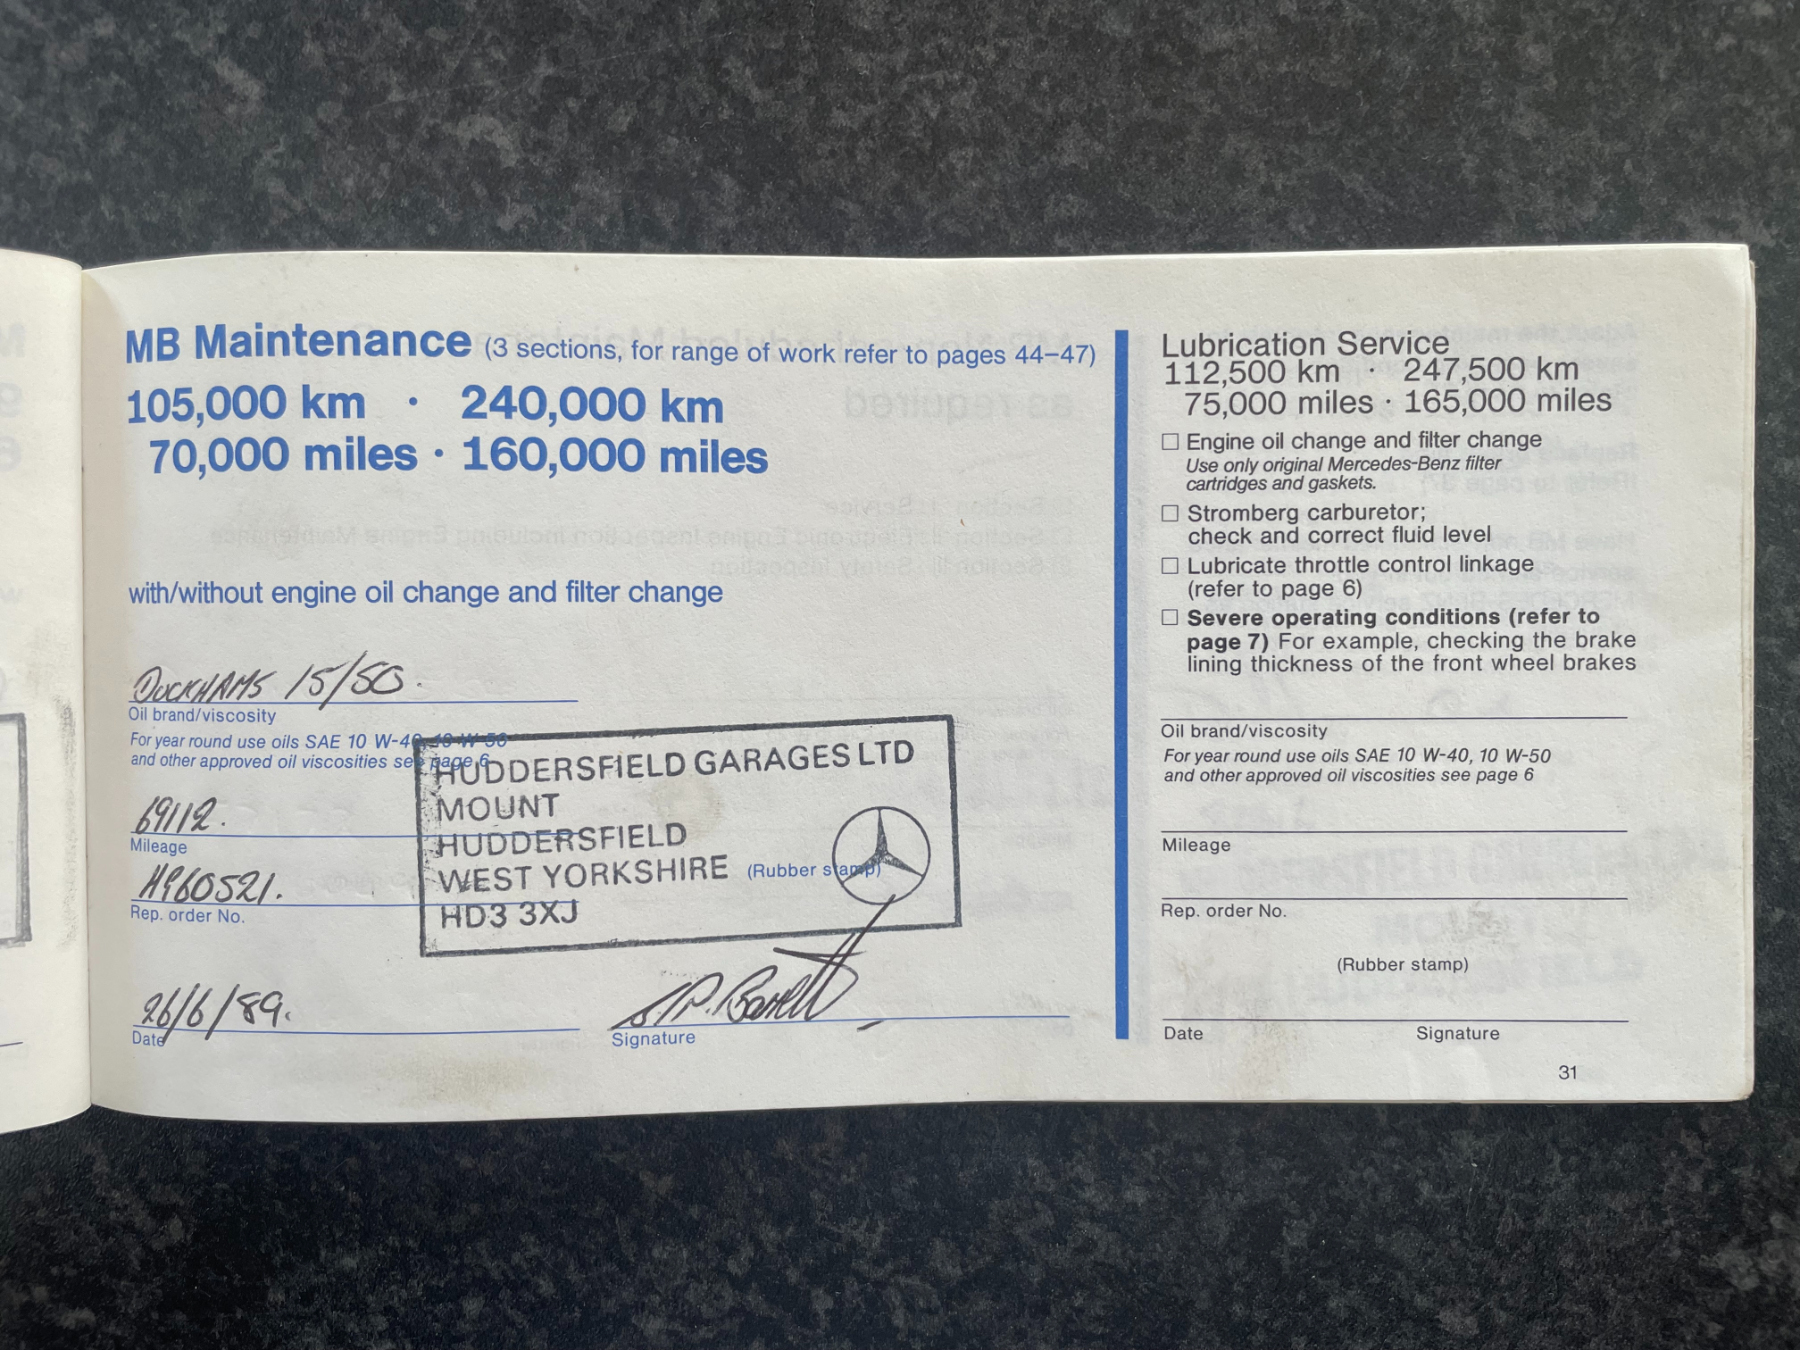 MB Maintenance (3 sections, for range of work refer to pages 44–47)
105,000 km · 240,000 km
70,000 miles · 160,000 miles
with/without engine oil change and filter change
DUCKHAMS 15/50.
Oil brand/viscosity
For year round use oils SAE 10 W-40, 10 W-50
and other approved oil viscosities see page 6
69112.
Mileage
Rep. order No.
HUDDERSFIELD GARAGES LTD
MOUNT
HUDDERSFIELD
WEST YORKSHIRE
HD3 3XJ
(Rubber stamp)
26/6/89.
Date
Signature
Lubrication Service
112,500 km · 247,500 km
75,000 miles · 165,000 miles
Engine oil change and filter change
Use only original Mercedes-Benz filter
cartridges and gaskets.
Stromberg carburetor;
check and correct fluid level
Lubricate throttle control linkage
(refer to page 6)
Severe operating conditions (refer to
page 7) For example, checking the brake
lining thickness of the front wheel brakes
Oil brand/viscosity
For year round use oils SAE 10 W-40, 10 W-50
and other approved oil viscosities see page 6
Mileage
Rep. order No.
(Rubber stamp)
Date Signature
31